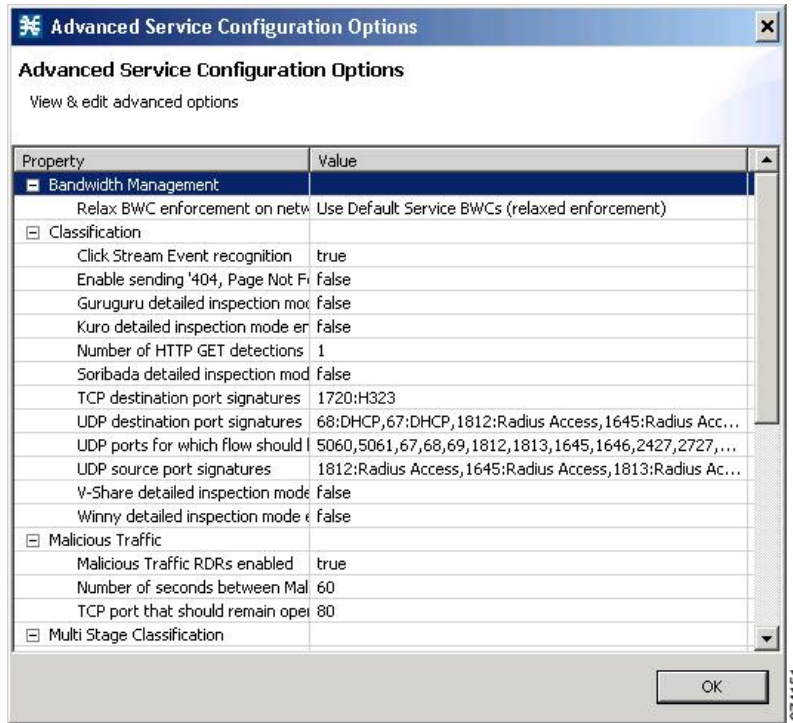 Advanced Service Configuration Options
Advanced Service Configuration Options
View & edit advanced options
Property Value
Bandwidth Management
Relax BWC enforcement on netw Use Default Service BWCs (relaxed enforcement)
Classification
Click Stream Event recognition true
Enable sending '404, Page Not F false
Guruguru detailed inspection mod false
Kuro detailed inspection mode er false
Number of HTTP GET detections 1
Soribada detailed inspection mod false
TCP destination port signatures 1720:H323
UDP destination port signatures 68:DHCP,67:DHCP,1812:Radius Access,1645:Radius Acc...
UDP ports for which flow should 5060,5061,67,68,69,1812,1813,1645,1646,2427,2727,...
UDP source port signatures 1812:Radius Access,1645:Radius Access,1813:Radius Ac...
V-Share detailed inspection mode false
Winny detailed inspection mode e false
Malicious Traffic
Malicious Traffic RDRs enabled true
Number of seconds between Mal 60
TCP port that should remain oper 80
Multi Stage Classification
OK